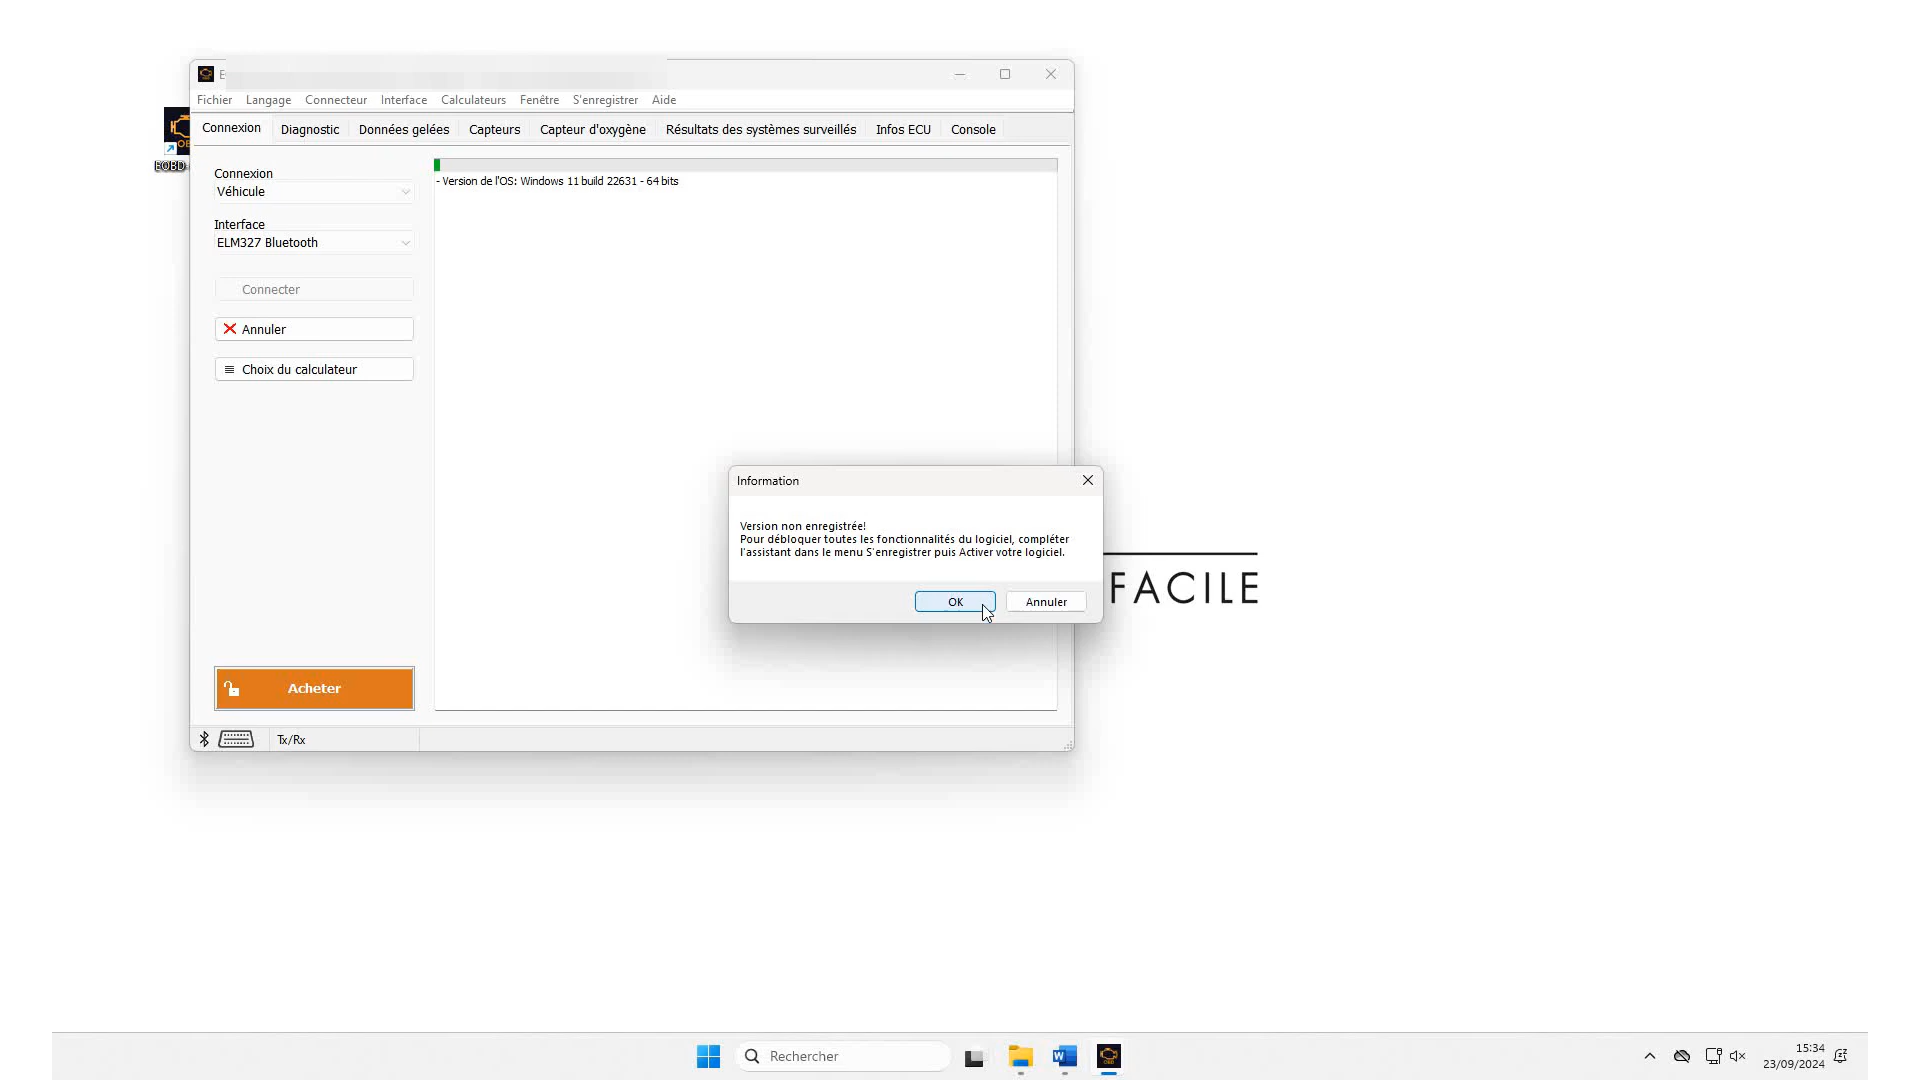 Fichier Langage Connecteur Interface Calculateurs Fenêtre S'enregistrer Aide
Connexion Diagnostic Données gelées Capteurs Capteur d'oxygène Résultats des systèmes surveillés Infos ECU Console
EOBD
Connexion
Véhicule
Interface
ELM327 Bluetooth
Connecter
Annuler
Choix du calculateur
- Version de l'OS: Windows 11 build 22631 - 64 bits
Information
Version non enregistrée!
Pour débloquer toutes les fonctionnalités du logiciel, compléter
l'assistant dans le menu S'enregistrer puis Activer votre logiciel.
OK Annuler
FACILE
Acheter
Tx/Rx
Rechercher
15:34
23/09/2024